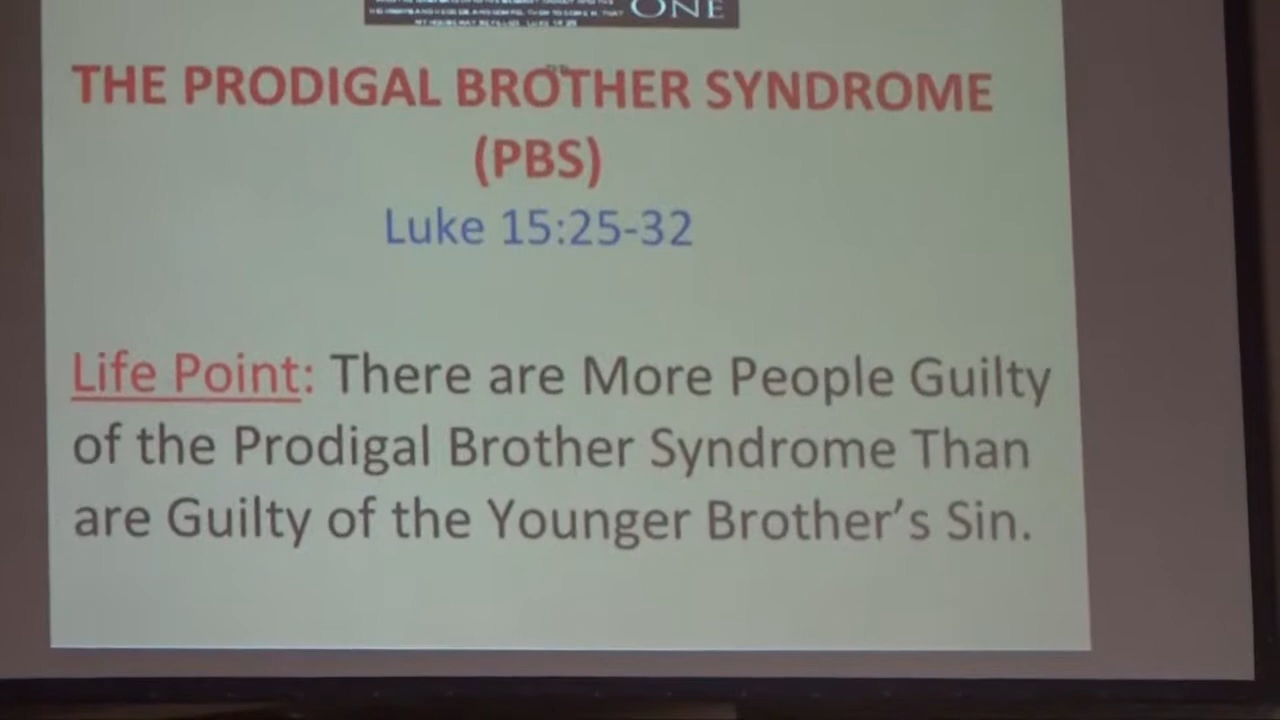 ONE
THE PRODIGAL BROTHER SYNDROME
(PBS)
Luke 15:25-32
Life Point: There are More People Guilty
of the Prodigal Brother Syndrome Than
are Guilty of the Younger Brother's Sin.